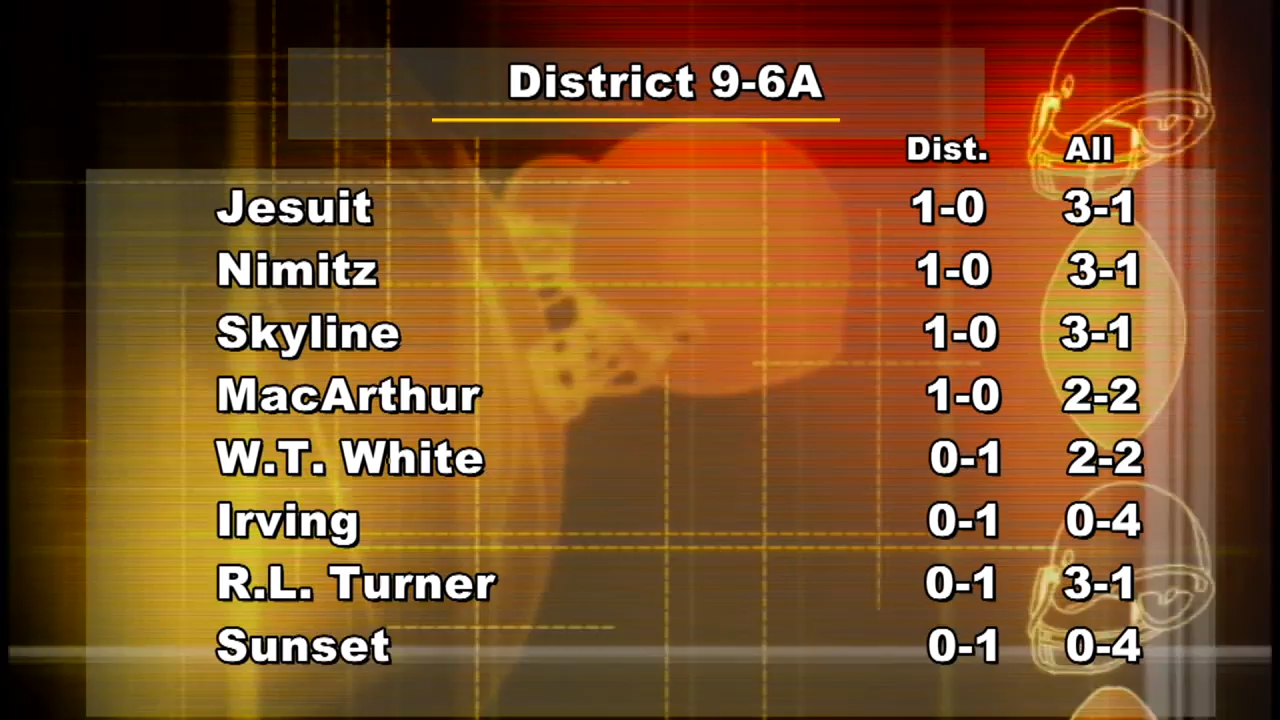 District 9-6A
Dist. All
Jesuit 1-0 3-1
Nimitz 1-0 3-1
Skyline 1-0 3-1
MacArthur 1-0 2-2
W.T. White 0-1 2-2
Irving 0-1 0-4
R.L. Turner 0-1 3-1
Sunset 0-1 0-4